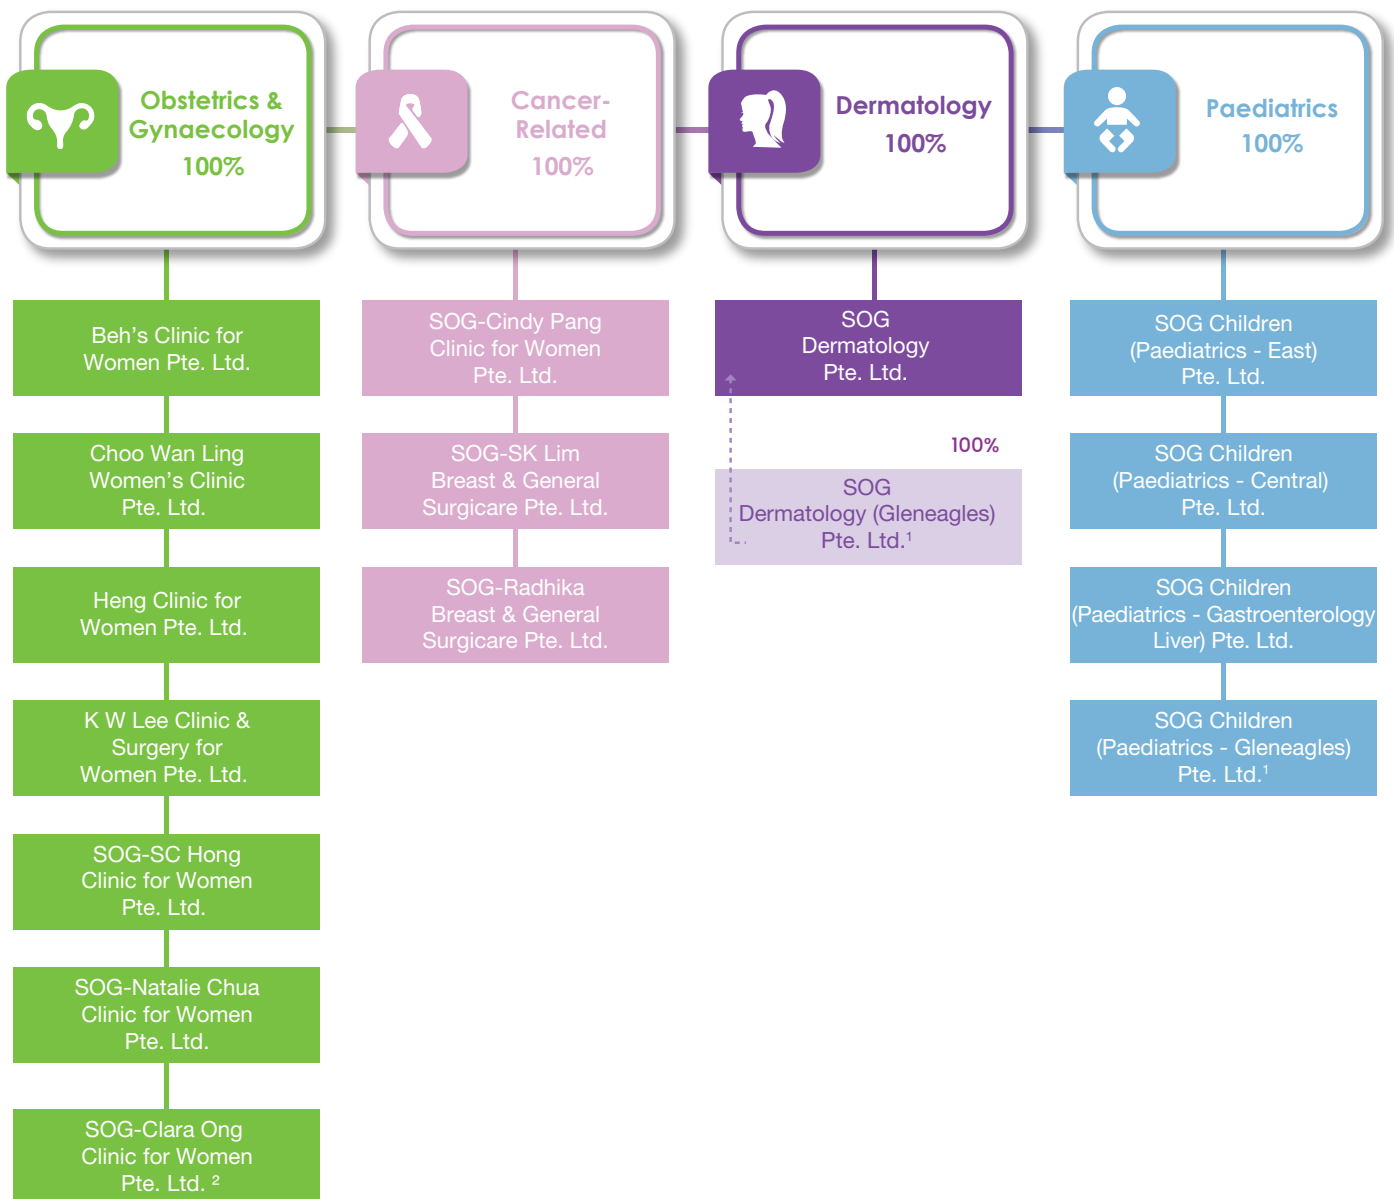 Obstetrics &
Gynaecology
100%
Beh's Clinic for
Women Pte. Ltd.
Choo Wan Ling
Women's Clinic
Pte. Ltd.
Heng Clinic for
Women Pte. Ltd.
K W Lee Clinic &
Surgery for
Women Pte. Ltd.
SOG-SC Hong
Clinic for Women
Pte. Ltd.
SOG-Natalie Chua
Clinic for Women
Pte. Ltd.
SOG-Clara Ong
Clinic for Women
Pte. Ltd. ²
Cancer-
Related
100%
SOG-Cindy Pang
Clinic for Women
Pte. Ltd.
SOG-SK Lim
Breast & General
Surgicare Pte. Ltd.
SOG-Radhika
Breast & General
Surgicare Pte. Ltd.
Dermatology
100%
SOG
Dermatology
Pte. Ltd.
100%
SOG
Dermatology (Gleneagles)
Pte. Ltd.¹
Paediatrics
100%
SOG Children
(Paediatrics - East)
Pte. Ltd.
SOG Children
(Paediatrics - Central)
Pte. Ltd.
SOG Children
(Paediatrics - Gastroenterology
Liver) Pte. Ltd.
SOG Children
(Paediatrics - Gleneagles)
Pte. Ltd.¹